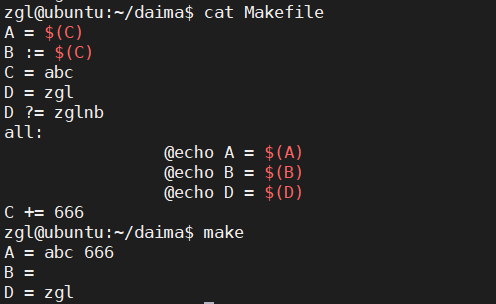 zgl@ubuntu:~/daima$ cat Makefile
A = $(C)
B := $(C)
C = abc
D = zgl
D ?= zglnb
all:
                @echo A = $(A)
                @echo B = $(B)
                @echo D = $(D)
C += 666
zgl@ubuntu:~/daima$ make
A = abc 666
B =
D = zgl